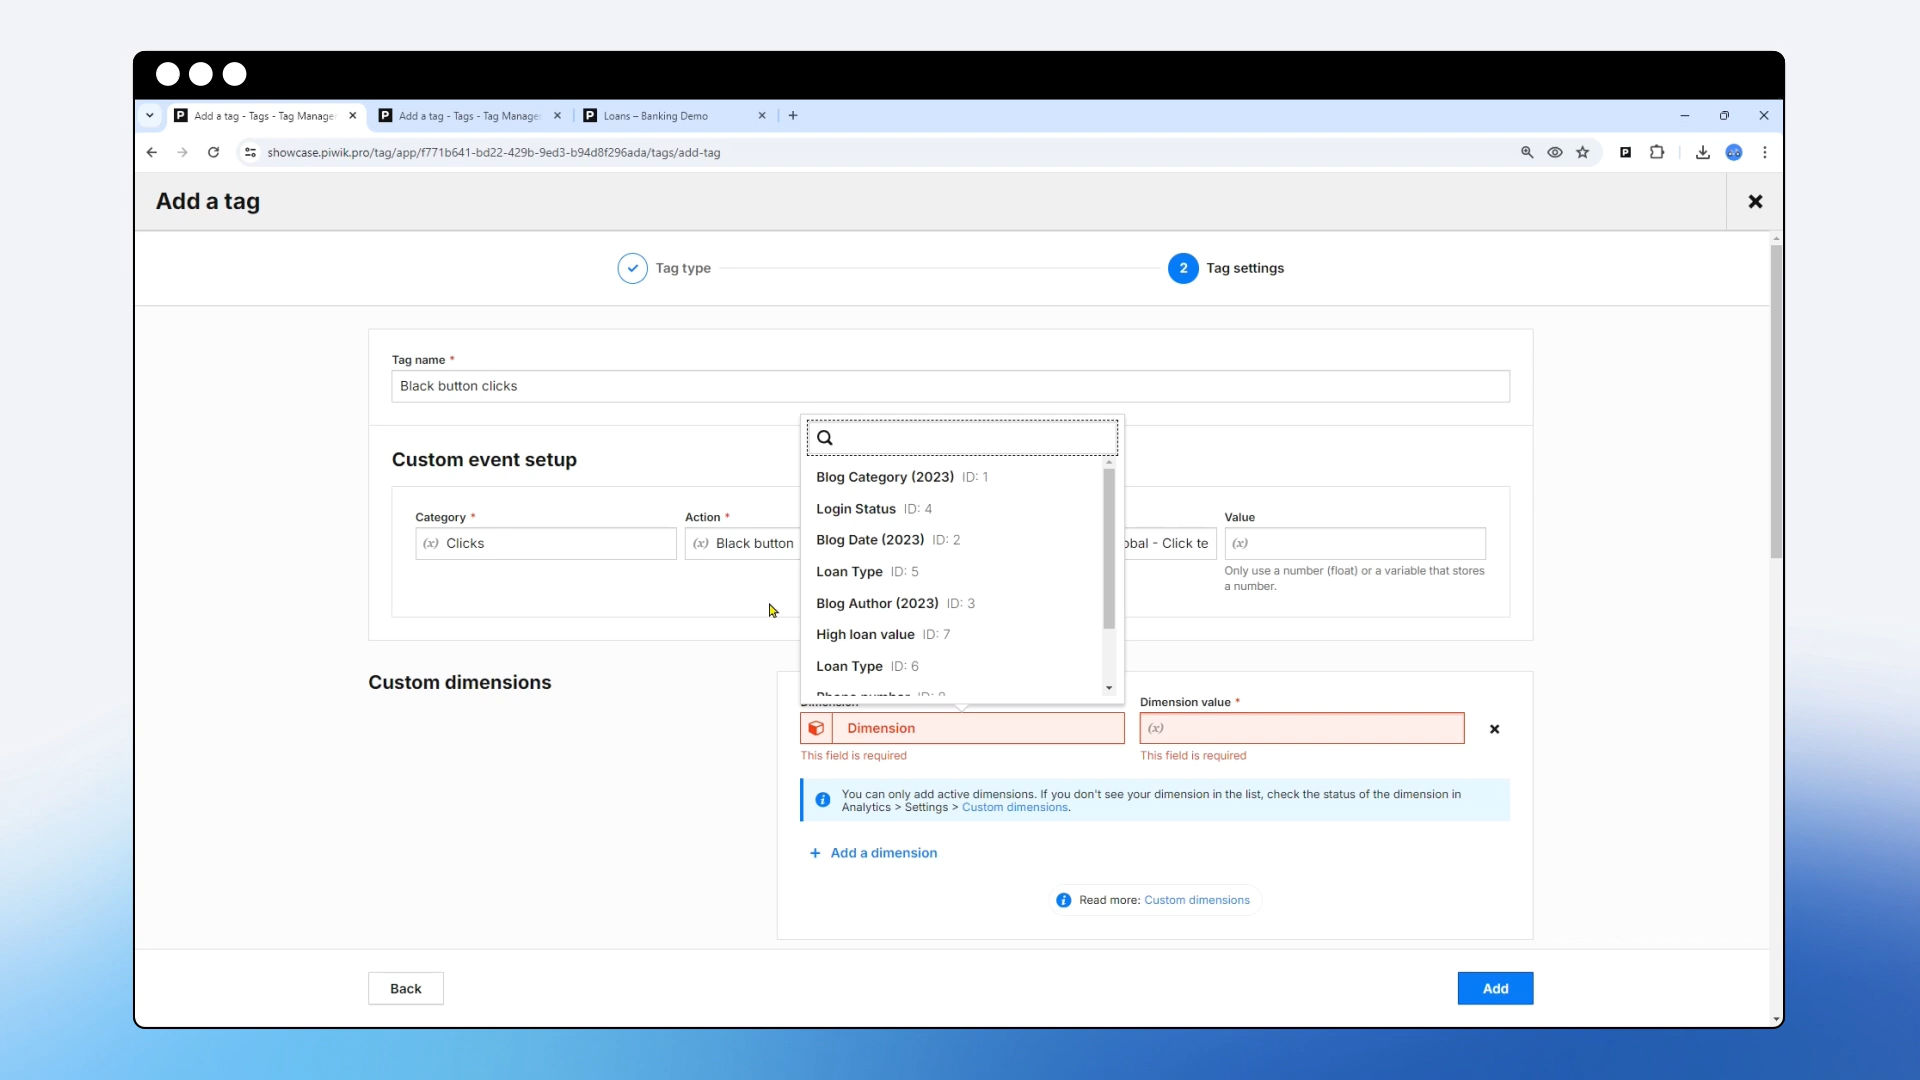 Add a tag - Tags - Tag Manage
Add a tag - Tags - Tag Manage
Loans – Banking Demo
showcase.piwik.pro/tag/app/f771b641-bd22-429b-9ed3-b94d8f296ada/tags/add-tag
Add a tag
Tag type
2 Tag settings
Tag name *
Black button clicks
Custom event setup
Category *
Action *
Value
(x) Clicks
(x) Black button
obal - Click te
(x)
Only use a number (float) or a variable that stores
a number.
Blog Category (2023) ID: 1
Login Status ID: 4
Blog Date (2023) ID: 2
Loan Type ID: 5
Blog Author (2023) ID: 3
High loan value ID: 7
Loan Type ID: 6
Custom dimensions
Dimension value *
Dimension
(x)
This field is required
This field is required
You can only add active dimensions. If you don't see your dimension in the list, check the status of the dimension in
Analytics > Settings > Custom dimensions.
+ Add a dimension
Read more: Custom dimensions
Back
Add